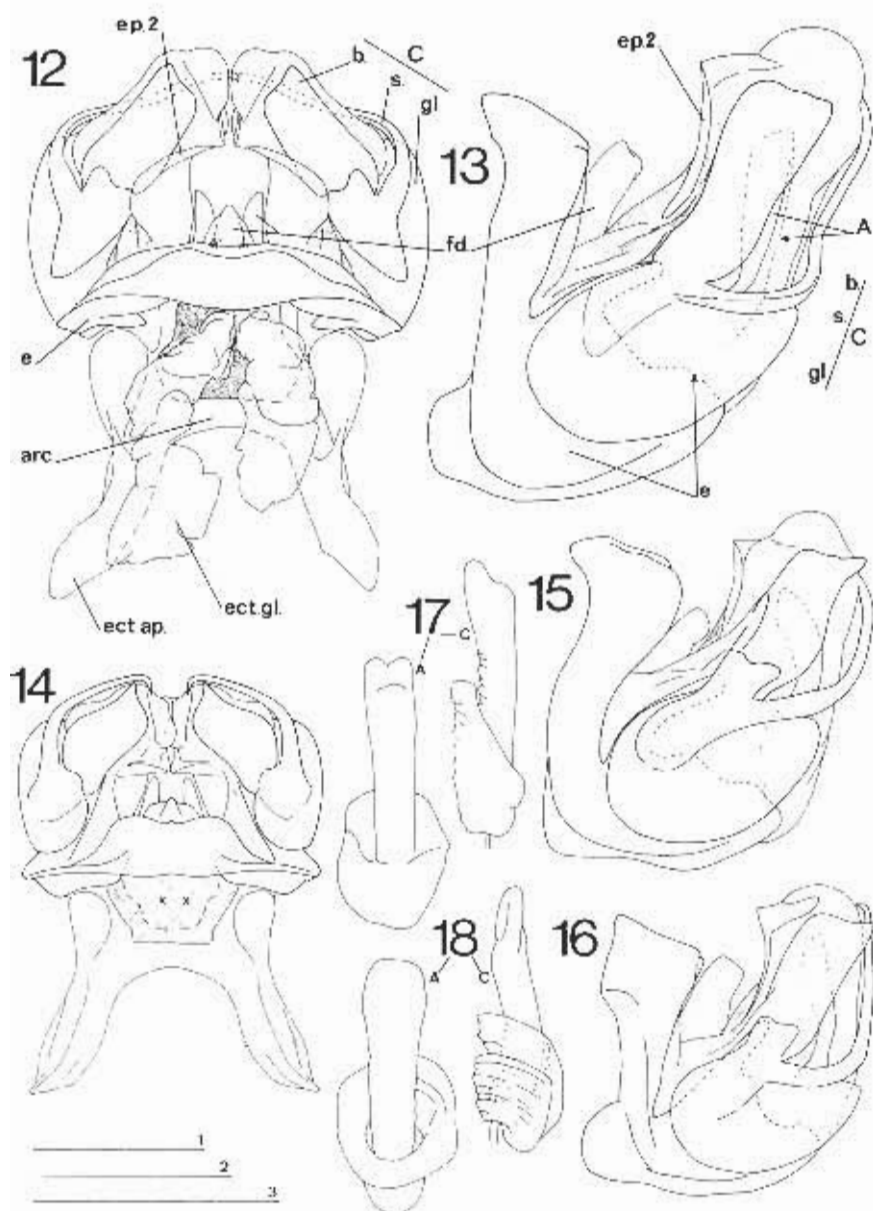 ep.2
12
b.
C
s.
gl.
ep.2
13
fd
A
b.
s.
C
gl.
e
arc
e
ect.ap.
ect.gl.
17
A
C
15
14
x x
18
A
C
16
1
2
3